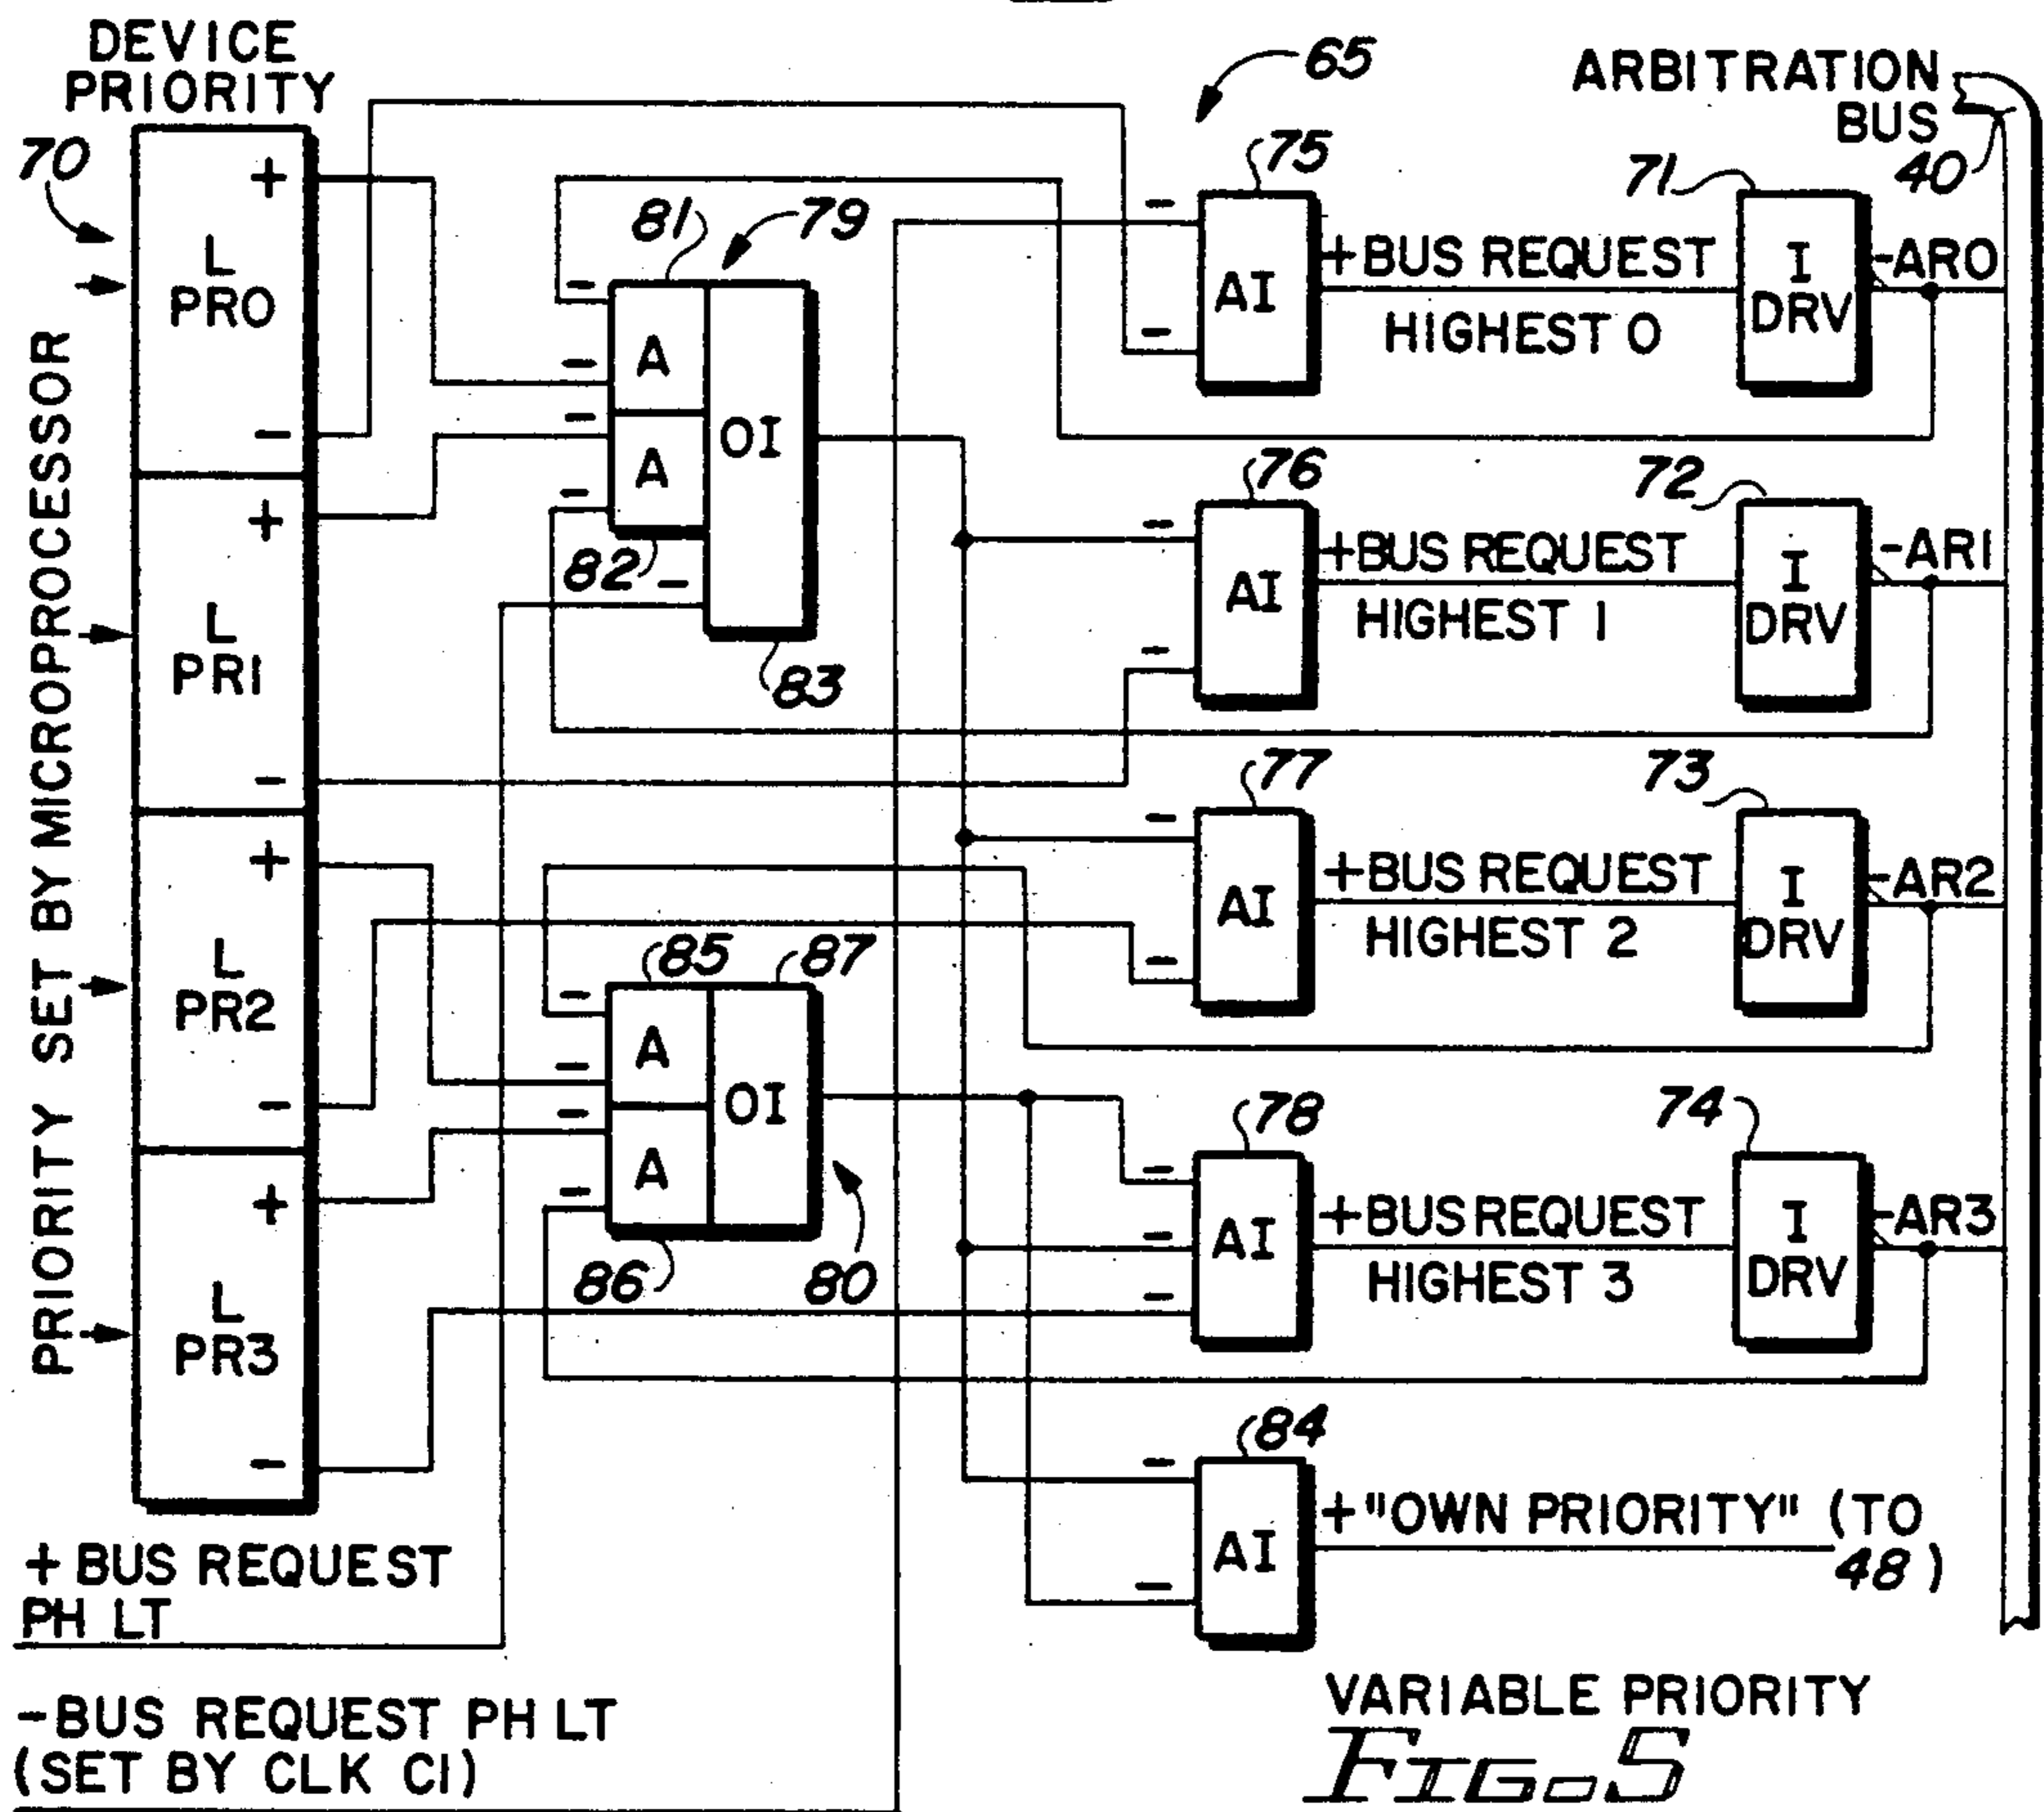 DEVICE
PRIORITY
70
PRIORITY SET BY MICROPROCESSOR
+
L
PR0
-
+
L
PR1
-
+
L
PR2
-
+
L
PR3
-
81
79
-
A
-
-
A
-
OI
82
-
83
85
87
-
A
-
-
A
-
OI
86
80
65
75
-
-
AI
+BUS REQUEST
HIGHEST 0
71
I
DRV
-AR0
ARBITRATION
BUS
40
76
-
-
AI
+BUS REQUEST
HIGHEST 1
72
I
DRV
-AR1
77
-
-
AI
+BUS REQUEST
HIGHEST 2
73
I
DRV
-AR2
78
-
-
-
AI
+BUS REQUEST
HIGHEST 3
74
I
DRV
-AR3
84
-
-
AI
+"OWN PRIORITY" (TO
48)
+BUS REQUEST
PH LT
-BUS REQUEST PH LT
(SET BY CLK C1)
VARIABLE PRIORITY
FIG. 5